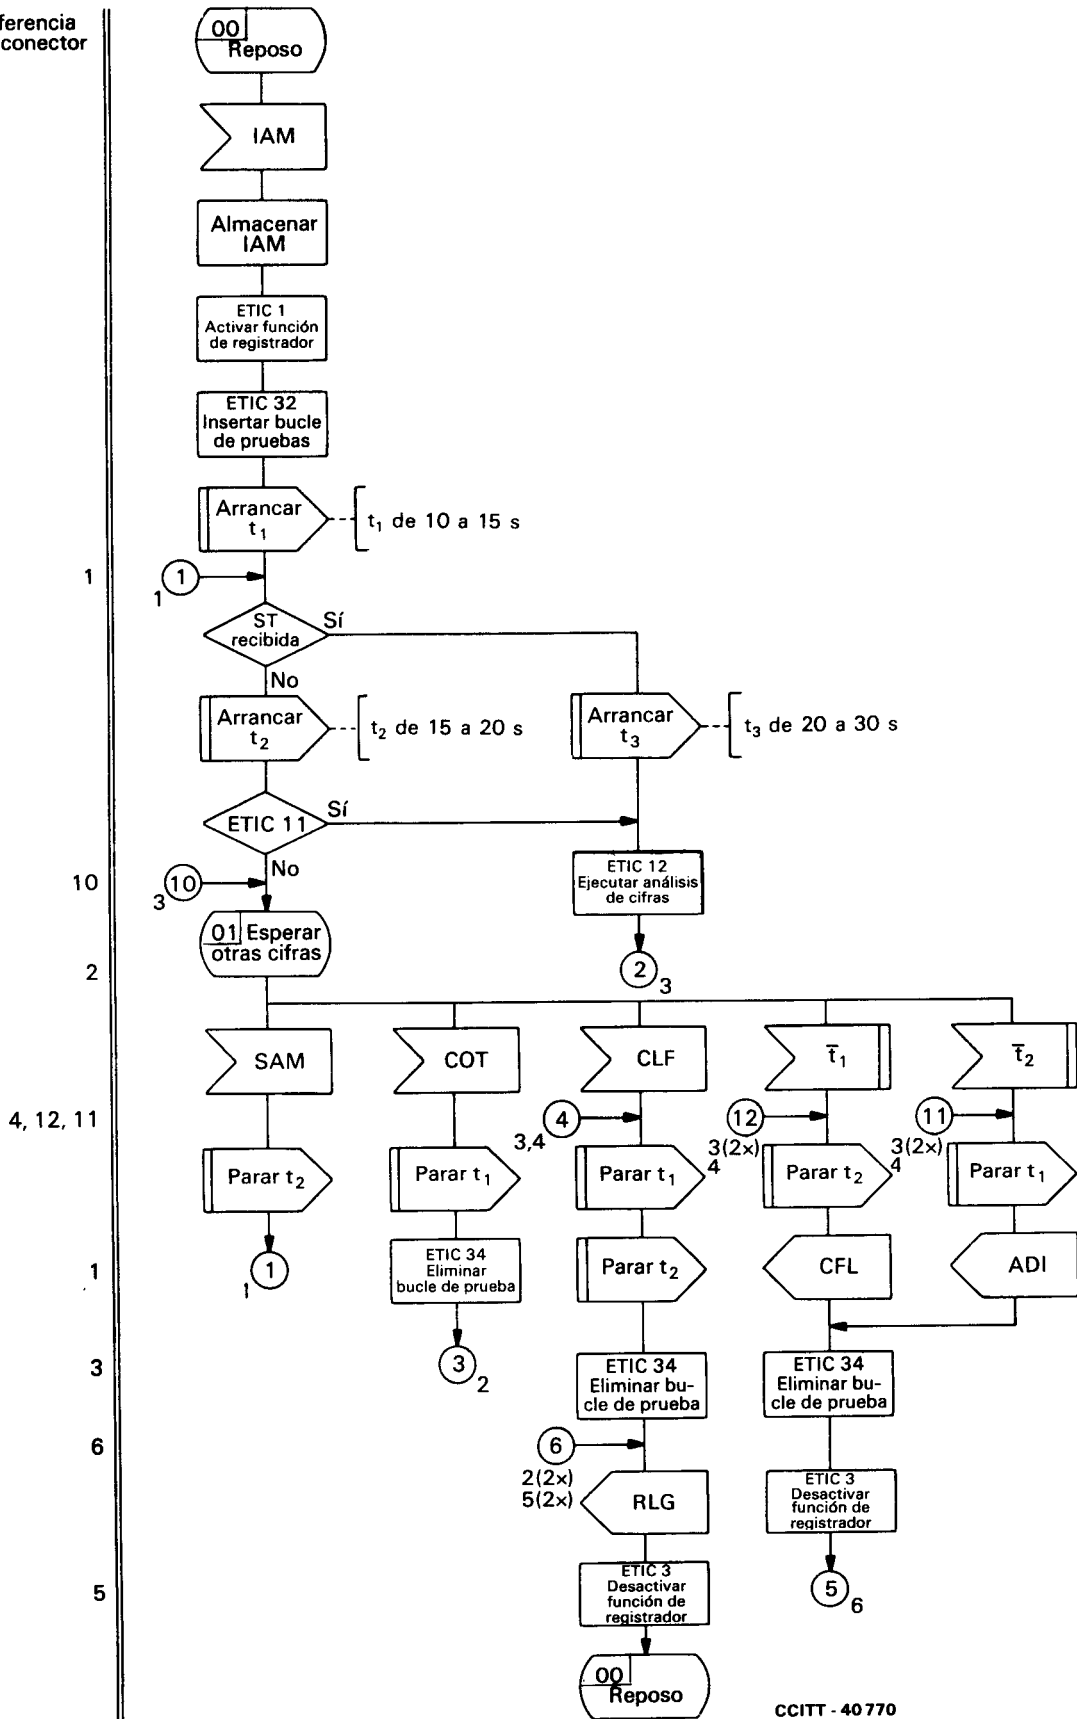 ferencia
conector
00
Reposo
IAM
Almacenar
IAM
ETIC 1
Activar función
de registrador
ETIC 32
Insertar bucle
de pruebas
Arrancar
t1
t1 de 10 a 15 s
1
1
1
ST
recibida
Sí
No
Arrancar
t2
t2 de 15 a 20 s
Arrancar
t3
t3 de 20 a 30 s
ETIC 11
Sí
No
ETIC 12
Ejecutar análisis
de cifras
10
10
3
01 Esperar
otras cifras
2
2
3
SAM
COT
CLF
t̅1
t̅2
4, 12, 11
4
3,4
12
3(2x)
4
11
3(2x)
4
Parar t2
Parar t1
Parar t1
Parar t2
Parar t1
1
1
1
ETIC 34
Eliminar
bucle de prueba
Parar t2
CFL
ADI
3
3
2
ETIC 34
Eliminar bu-
cle de prueba
ETIC 34
Eliminar bu-
cle de prueba
6
6
2(2x)
5(2x)
RLG
ETIC 3
Desactivar
función de
registrador
5
ETIC 3
Desactivar
función de
registrador
5
6
00
Reposo
CCITT - 40 770